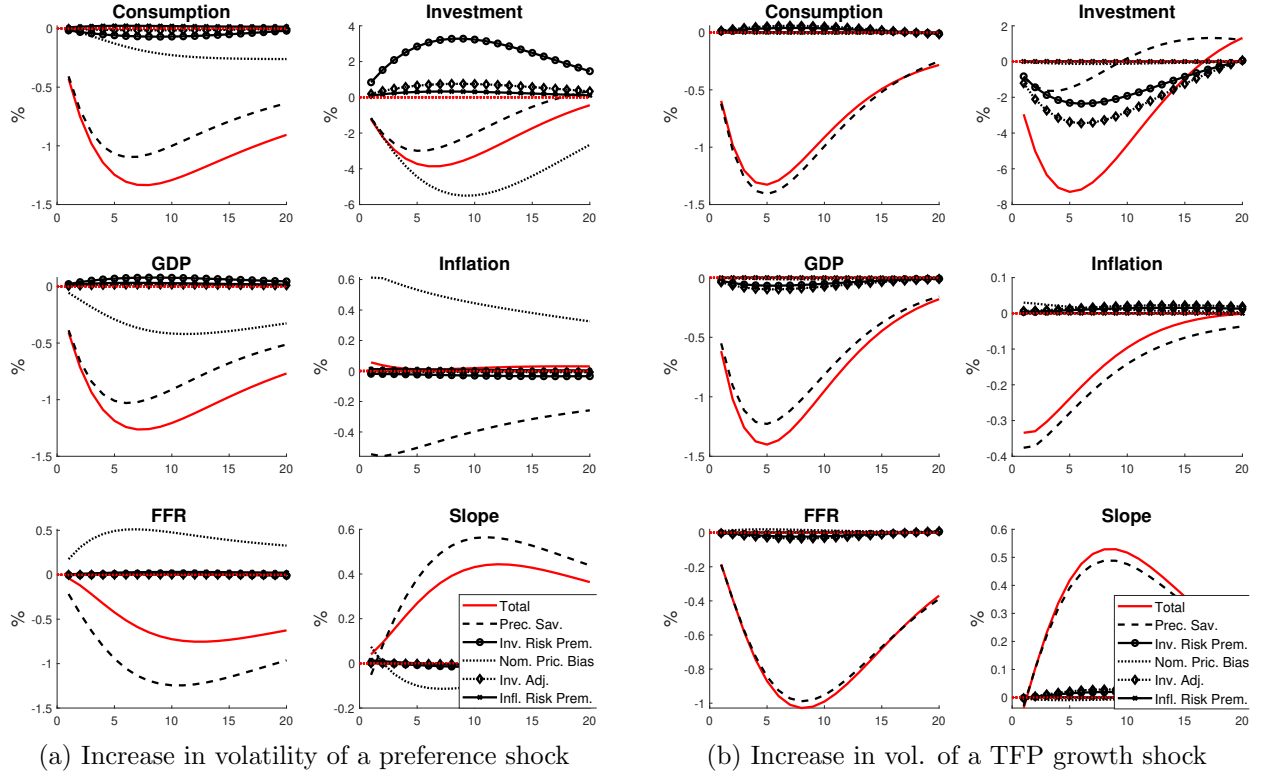 Consumption
0
-0.5
-1
-1.5
%
0 5 10 15 20
Investment
6
4
2
0
-2
-4
-6
%
0 5 10 15 20
GDP
0
-0.5
-1
-1.5
%
0 5 10 15 20
Inflation
0.6
0.4
0.2
0
-0.2
-0.4
%
0 5 10 15 20
FFR
0.5
0
-0.5
-1
-1.5
%
0 5 10 15 20
Slope
0.6
0.4
0.2
0
-0.2
%
0 5 10 15 20
Total
Prec. Sav.
Inv. Risk Prem.
Nom. Pric. Bias
Inv. Adj.
Infl. Risk Prem.
(a) Increase in volatility of a preference shock
Consumption
0
-0.5
-1
-1.5
%
0 5 10 15 20
Investment
2
0
-2
-4
-6
-8
%
0 5 10 15 20
GDP
0
-0.5
-1
-1.5
%
0 5 10 15 20
Inflation
0.1
0
-0.1
-0.2
-0.3
-0.4
%
0 5 10 15 20
FFR
0
-0.2
-0.4
-0.6
-0.8
-1
%
0 5 10 15 20
Slope
0.6
0.5
0.4
0.3
0.2
0.1
0
%
0 5 10 15 20
Total
Prec. Sav.
Inv. Risk Prem.
Nom. Pric. Bias
Inv. Adj.
Infl. Risk Prem.
(b) Increase in vol. of a TFP growth shock